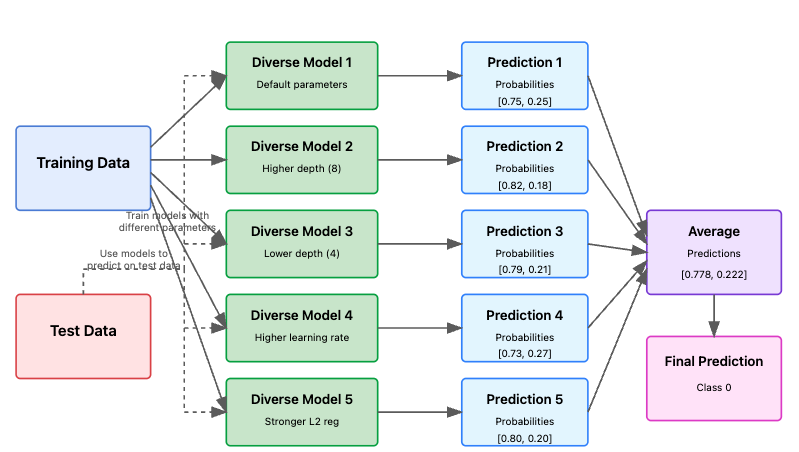 Training Data
Train models with
different parameters
Use models to
predict on test data
Test Data
Diverse Model 1
Default parameters
Diverse Model 2
Higher depth (8)
Diverse Model 3
Lower depth (4)
Diverse Model 4
Higher learning rate
Diverse Model 5
Stronger L2 reg
Prediction 1
Probabilities
[0.75, 0.25]
Prediction 2
Probabilities
[0.82, 0.18]
Prediction 3
Probabilities
[0.79, 0.21]
Prediction 4
Probabilities
[0.73, 0.27]
Prediction 5
Probabilities
[0.80, 0.20]
Average
Predictions
[0.778, 0.222]
Final Prediction
Class 0